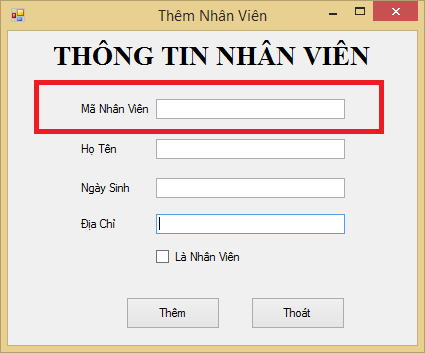 Thêm Nhân Viên
THÔNG TIN NHÂN VIÊN
Mã Nhân Viên
Họ Tên
Ngày Sinh
Địa Chỉ
Là Nhân Viên
Thêm Thoát